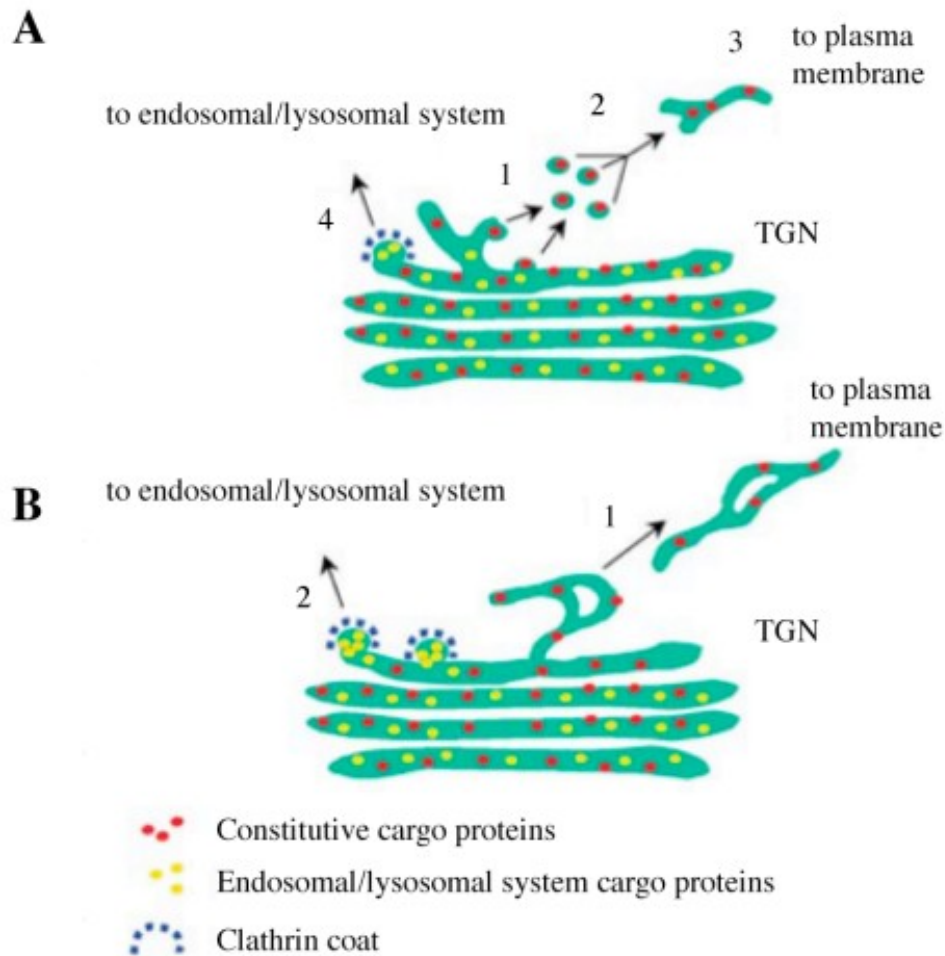 A
3
to plasma
membrane
to endosomal/lysosomal system
2
1
4
TGN
to plasma
membrane
B
to endosomal/lysosomal system
1
2
TGN
Constitutive cargo proteins
Endosomal/lysosomal system cargo proteins
Clathrin coat